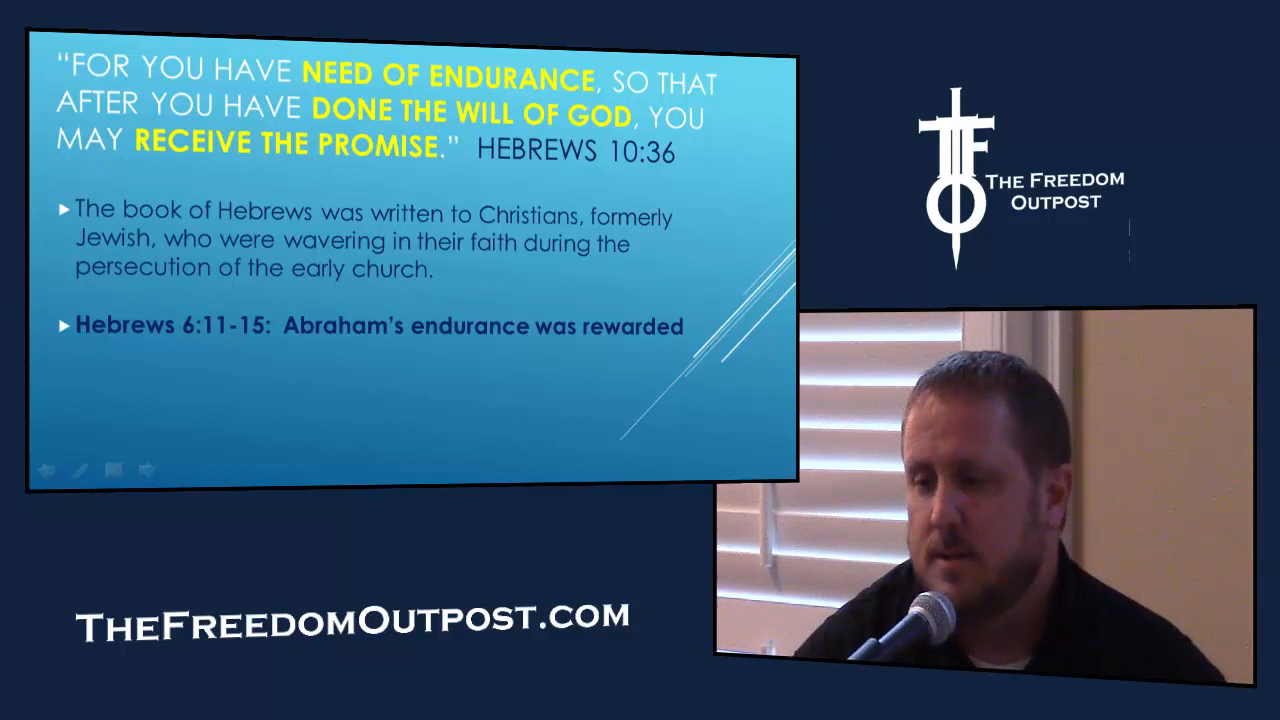 “FOR YOU HAVE NEED OF ENDURANCE, SO THAT
AFTER YOU HAVE DONE THE WILL OF GOD, YOU
MAY RECEIVE THE PROMISE.” HEBREWS 10:36
The book of Hebrews was written to Christians, formerly
Jewish, who were wavering in their faith during the
persecution of the early church.
Hebrews 6:11-15: Abraham’s endurance was rewarded
TF
THE FREEDOM
OUTPOST
THEFREEDOMOUTPOST.COM